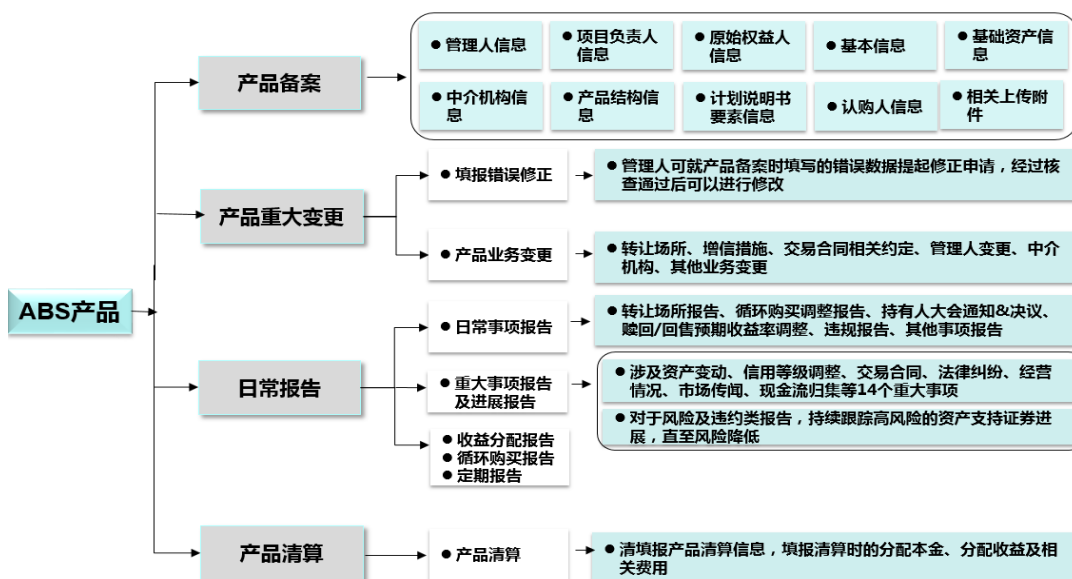 ABS产品
产品备案
● 管理人信息
● 项目负责人
信息
● 原始权益人
信息
● 基本信息
● 基础资产信
息
● 中介机构信
息
● 产品结构信
息
● 计划说明书
要素信息
● 认购人信息
● 相关上传附
件
产品重大变更
● 填报错误修正
● 管理人可就产品备案时填写的错误数据提起修正申请，经过核
查通过后可以进行修改
● 产品业务变更
● 转让场所、增信措施、交易合同相关约定、管理人变更、中介
机构、其他业务变更
日常报告
● 日常事项报告
● 转让场所报告、循环购买调整报告、持有人大会通知&决议、
赎回/回售预期收益率调整、违规报告、其他事项报告
● 重大事项报告
及进展报告
● 涉及资产变动、信用等级调整、交易合同、法律纠纷、经营
情况、市场传闻、现金流归集等14个重大事项
● 对于风险及违约类报告，持续跟踪高风险的资产支持证券进
展，直至风险降低
● 收益分配报告
● 循环购买报告
● 定期报告
产品清算
● 产品清算
● 清填报产品清算信息，填报清算时的分配本金、分配收益及相
关费用